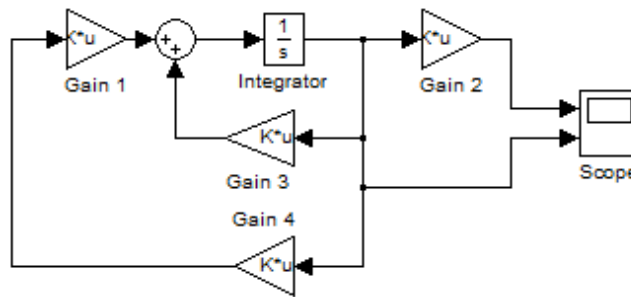 K*u
Gain 1
+
+
1
s
Integrator
K*u
Gain 2
Scope
K*u
Gain 3
Gain 4
K*u